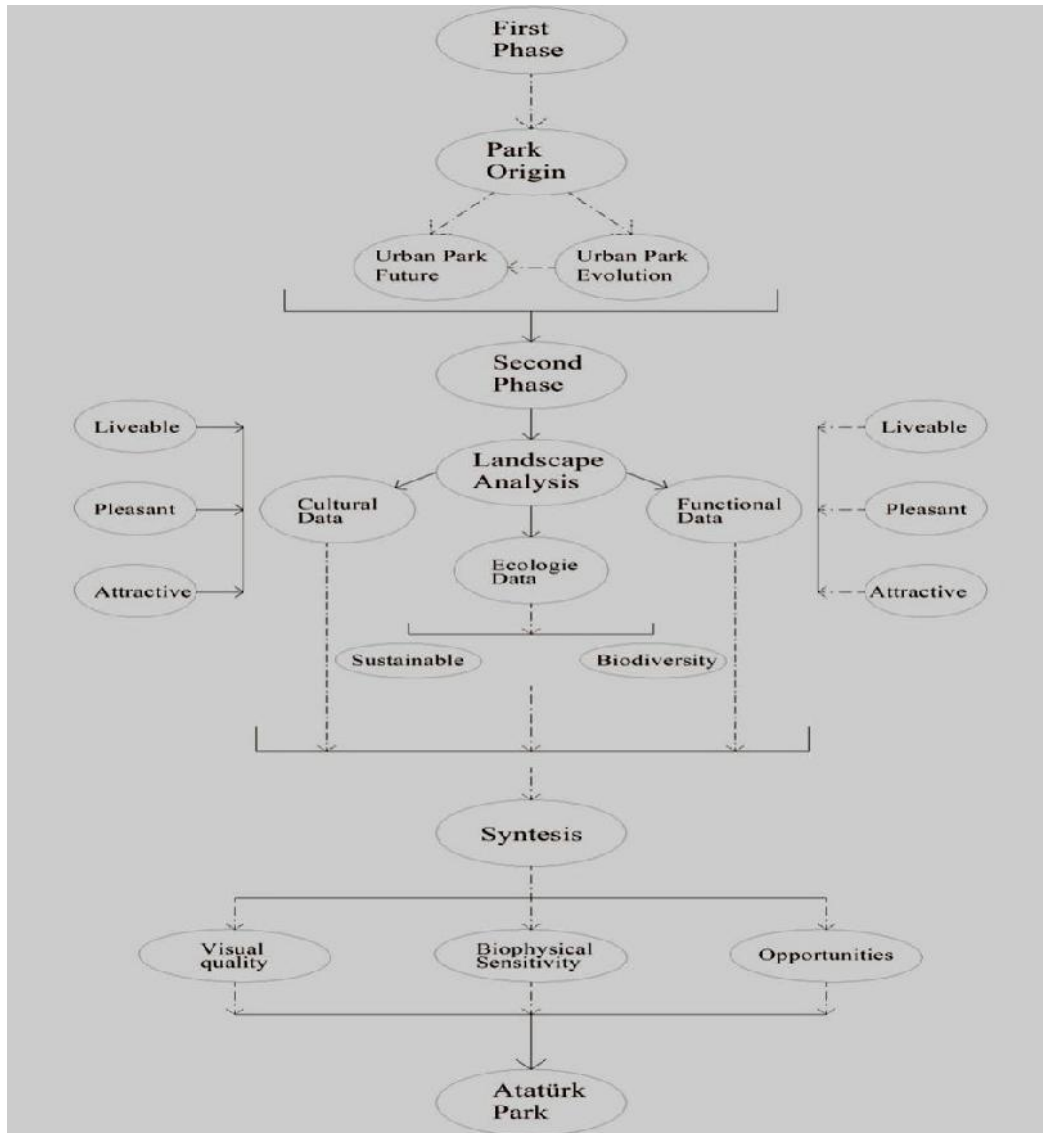 First
Phase
Park
Origin
Urban Park
Future
Urban Park
Evolution
Second
Phase
Liveable
Liveable
Landscape
Analysis
Cultural
Data
Functional
Data
Pleasant
Pleasant
Ecologie
Data
Attractive
Attractive
Sustainable
Biodiversity
Syntesis
Visual
quality
Biophysical
Sensitivity
Opportunities
Atatürk
Park